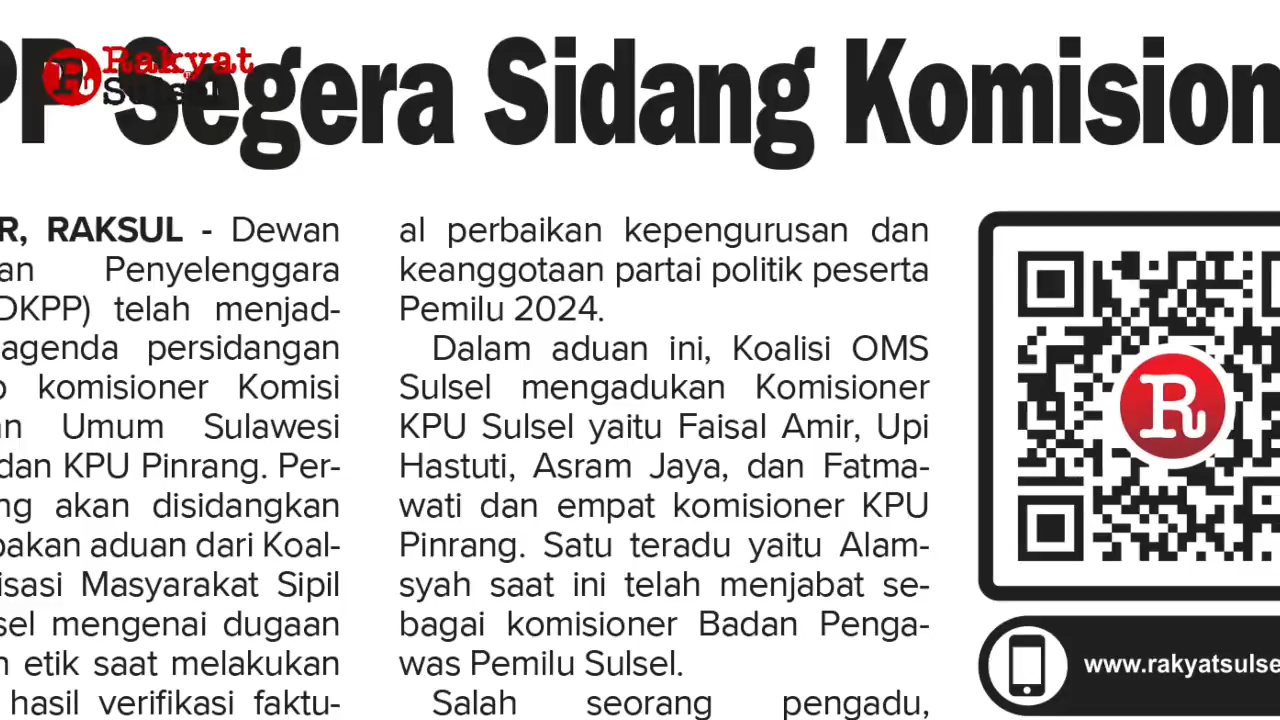 PP Segera Sidang Komision
Rakyat
Sulsel
R, RAKSUL - Dewan
an Penyelenggara
DKPP) telah menjad-
agenda persidangan
komisioner Komisi
an Umum Sulawesi
dan KPU Pinrang. Per-
ng akan disidangkan
pakan aduan dari Koal-
isasi Masyarakat Sipil
sel mengenai dugaan
n etik saat melakukan
hasil verifikasi faktu-
al perbaikan kepengurusan dan
keanggotaan partai politik peserta
Pemilu 2024.
Dalam aduan ini, Koalisi OMS
Sulsel mengadukan Komisioner
KPU Sulsel yaitu Faisal Amir, Upi
Hastuti, Asram Jaya, dan Fatma-
wati dan empat komisioner KPU
Pinrang. Satu teradu yaitu Alam-
syah saat ini telah menjabat se-
bagai komisioner Badan Penga-
was Pemilu Sulsel.
Salah seorang pengadu,
R
www.rakyatsulse